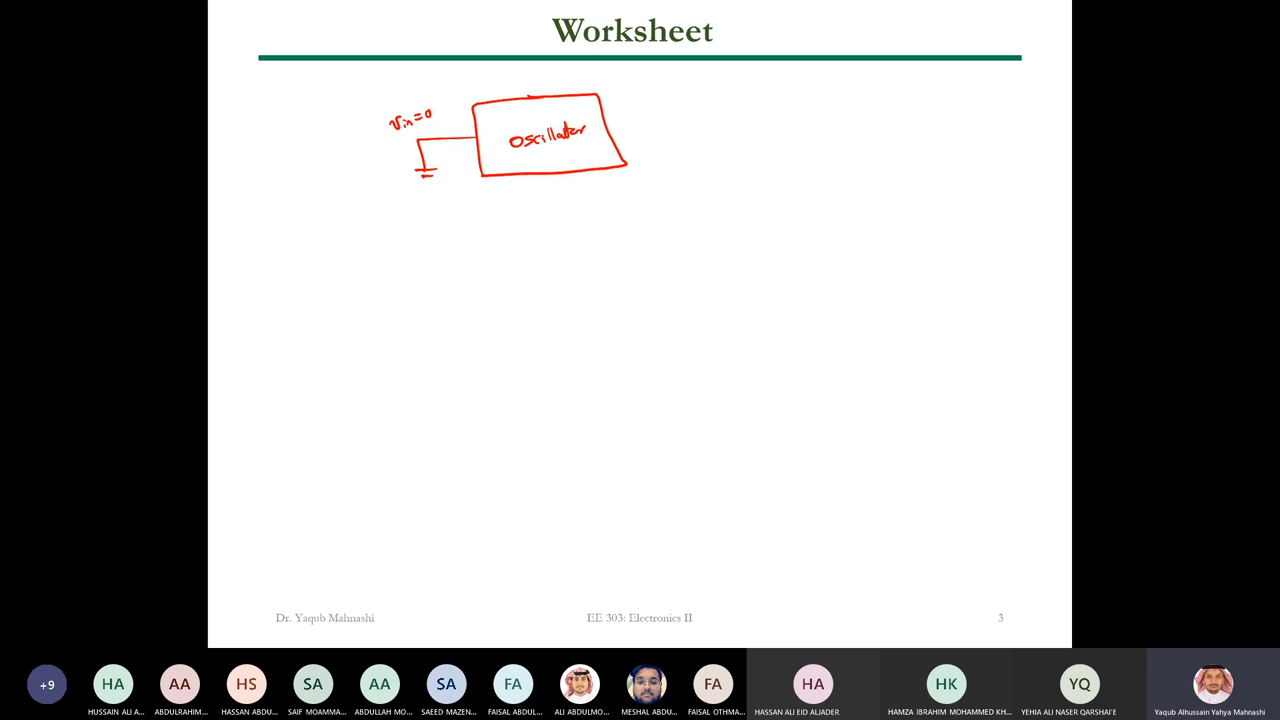 Worksheet
Vin=0
Oscillator
Dr. Yaqub Mahnashi
EE 303: Electronics II
3
+9
HA
AA
HS
SA
AA
SA
FA
FA
HA
HK
YQ
HUSSAIN ALI A...
ABDULRAHIM...
HASSAN ABDU...
SAIF MOAMMA...
ABDULLAH MO...
SAEED MAZEN...
FAISAL ABDUL...
ALI ABDULMO...
MESHAL ABDU...
FAISAL OTHMA...
HASSAN ALI EID ALJADER
HAMZA IBRAHIM MOHAMMED KH...
YEHIA ALI NASER QARSHAI'E
Yaqub Alhussain Yahya Mahnashi